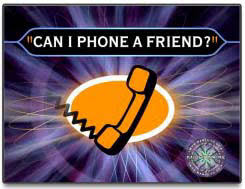 "CAN I PHONE A FRIEND?"